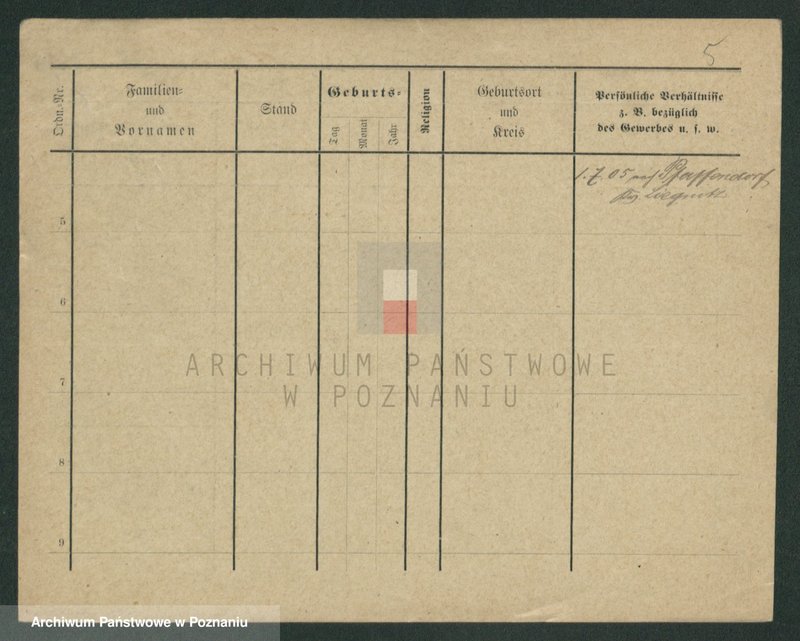 5
Ordn.-Nr.
Familien-
und
Vornamen
Stand
Geburts-
Tag
Monat
Jahr
Religion
Geburtsort
und
Kreis
Persönliche Verhältnisse
z. B. bezüglich
des Gewerbes u. s. w.
1.7.05 nach Pfaffendorf
Liegnitz
5
6
7
8
9
ARCHIWUM PAŃSTWOWE
W POZNANIU
Archiwum Państwowe w Poznaniu